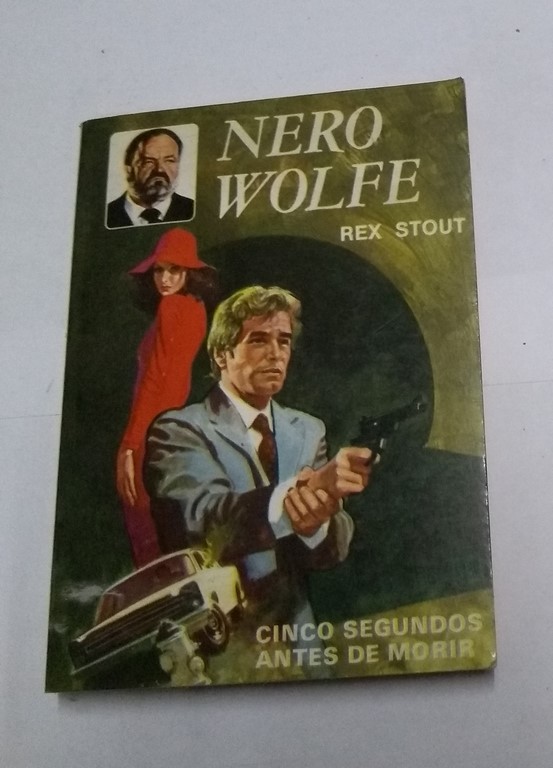 NERO
WOLFE
REX STOUT
CINCO SEGUNDOS
ANTES DE MORIR